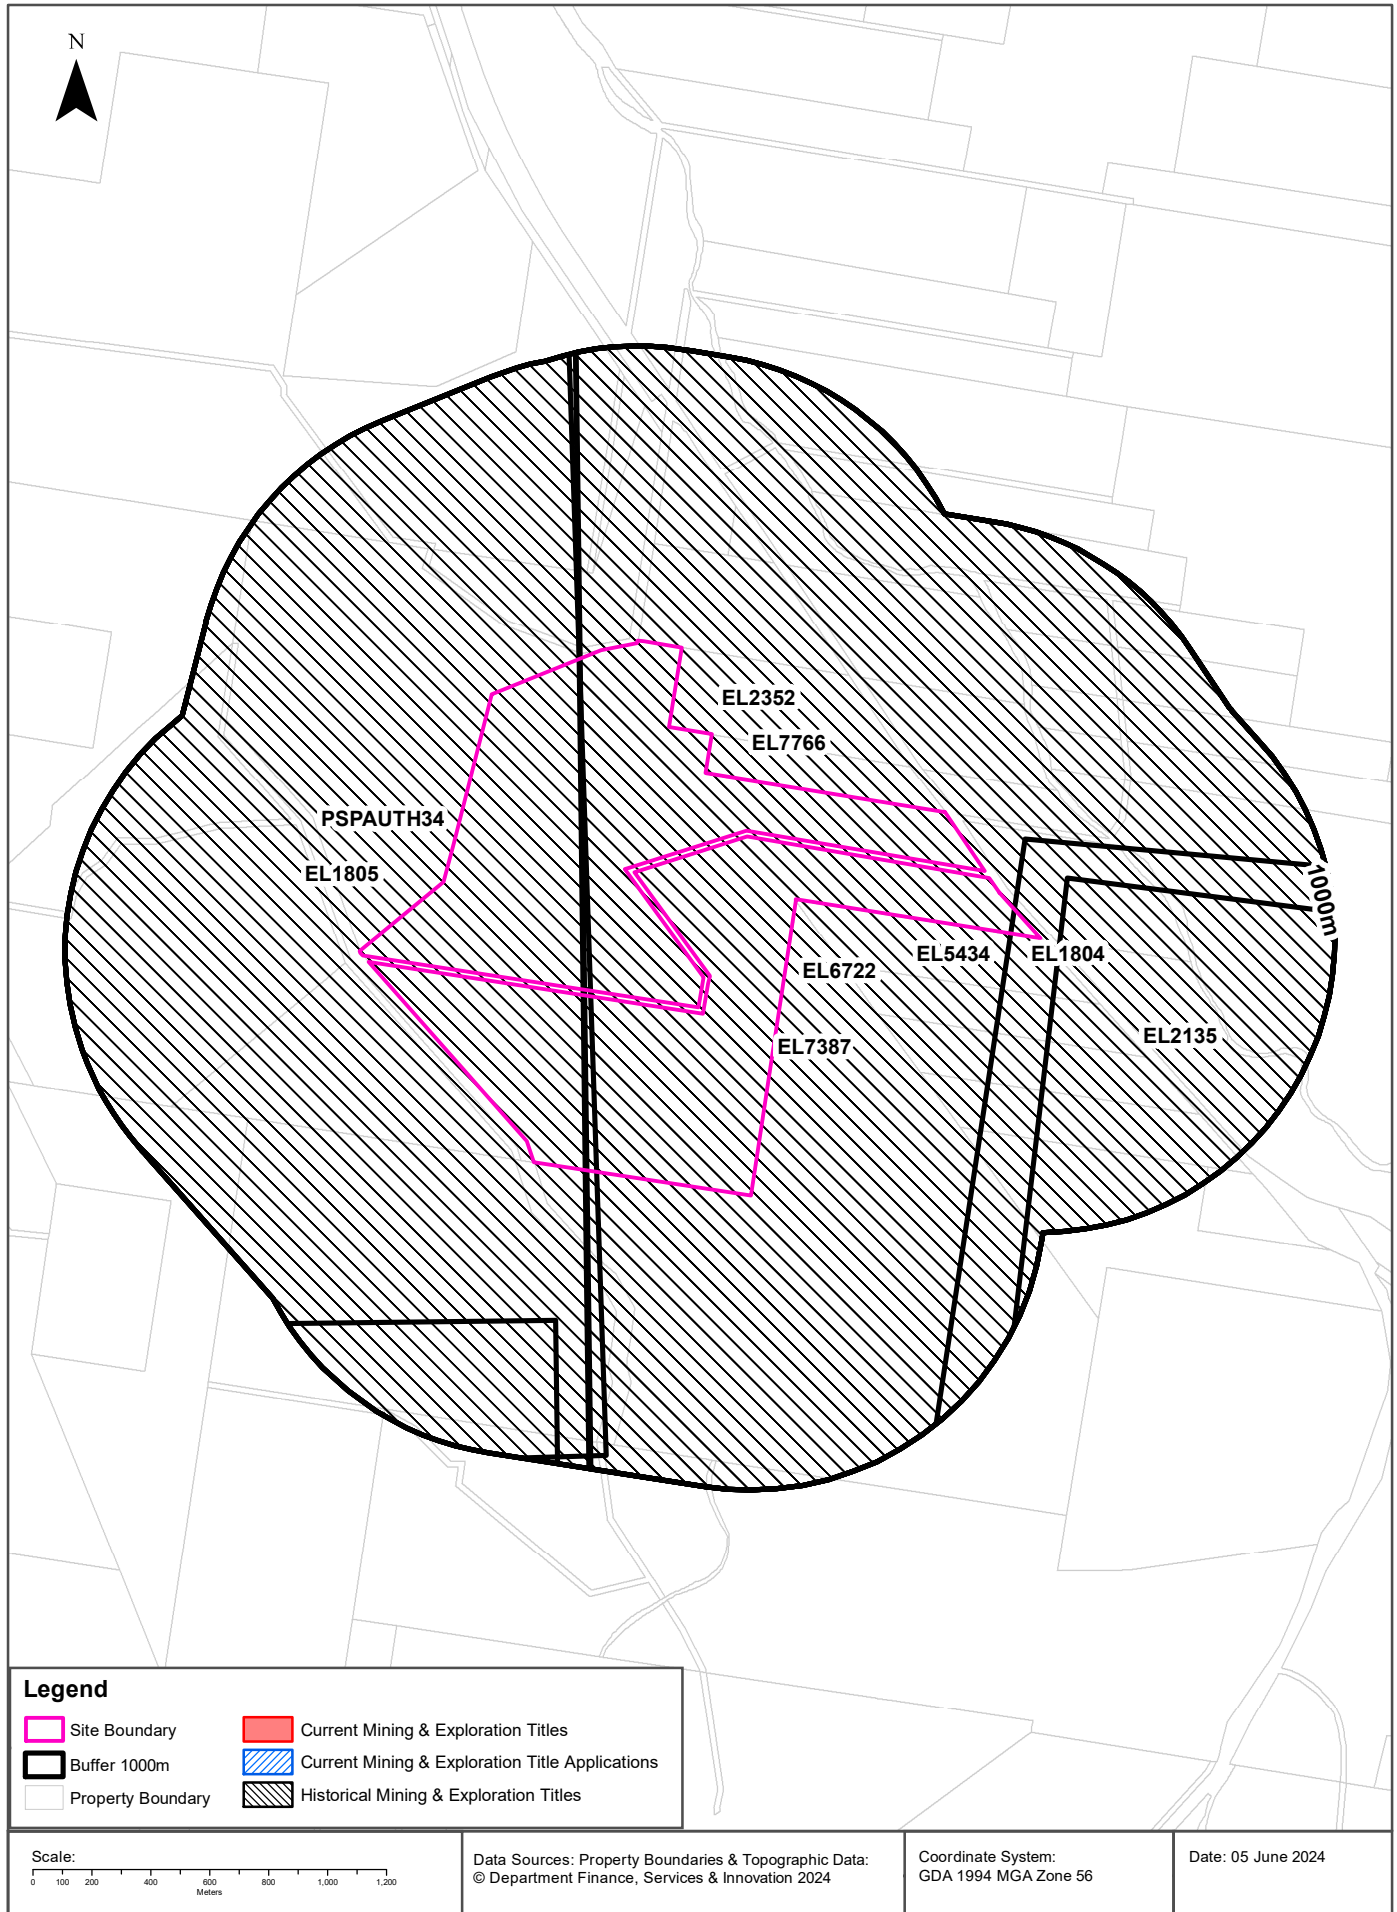 N
EL2352
EL7766
PSPAUTH34
EL1805
1000m
EL5434
EL1804
EL6722
EL2135
EL7387
Legend
Site Boundary
Buffer 1000m
Property Boundary
Current Mining & Exploration Titles
Current Mining & Exploration Title Applications
Historical Mining & Exploration Titles
Scale:
0 100 200 400 600 800 1,000 1,200
Meters
Data Sources: Property Boundaries & Topographic Data:
© Department Finance, Services & Innovation 2024
Coordinate System:
GDA 1994 MGA Zone 56
Date: 05 June 2024